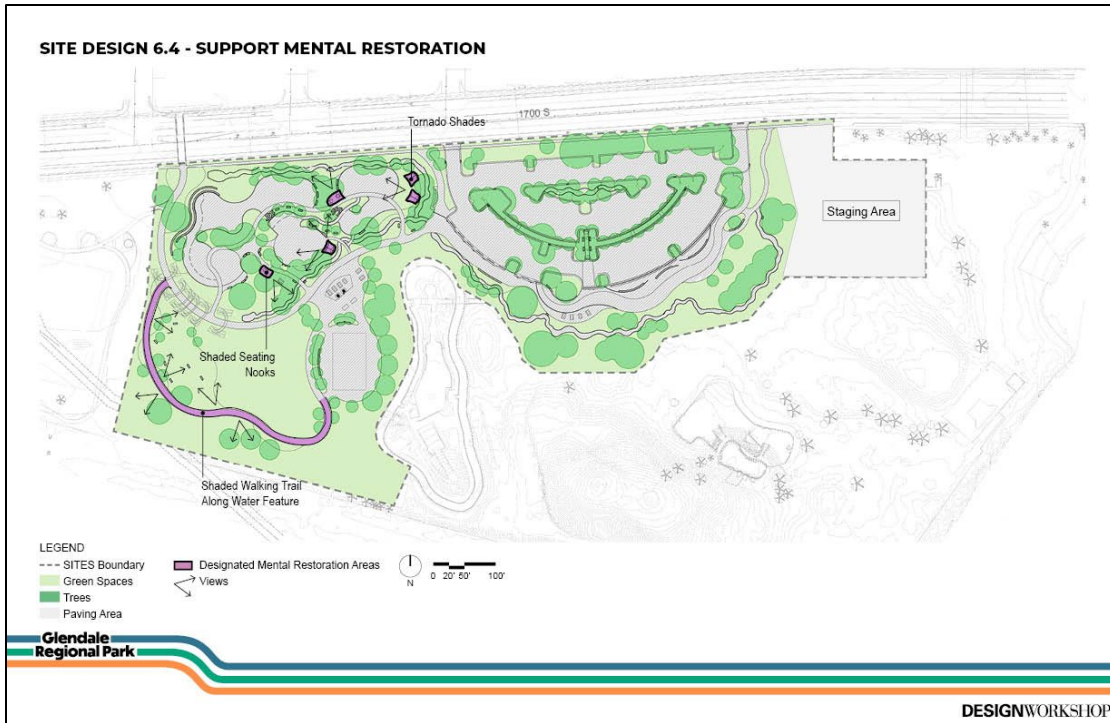 SITE DESIGN 6.4 - SUPPORT MENTAL RESTORATION
1700 S
Tornado Shades
Staging Area
Shaded Seating
Nooks
Shaded Walking Trail
Along Water Feature
LEGEND
SITES Boundary
Green Spaces
Trees
Paving Area
Designated Mental Restoration Areas
Views
N
0 20' 50' 100'
Glendale
Regional Park
DESIGNWORKSHOP